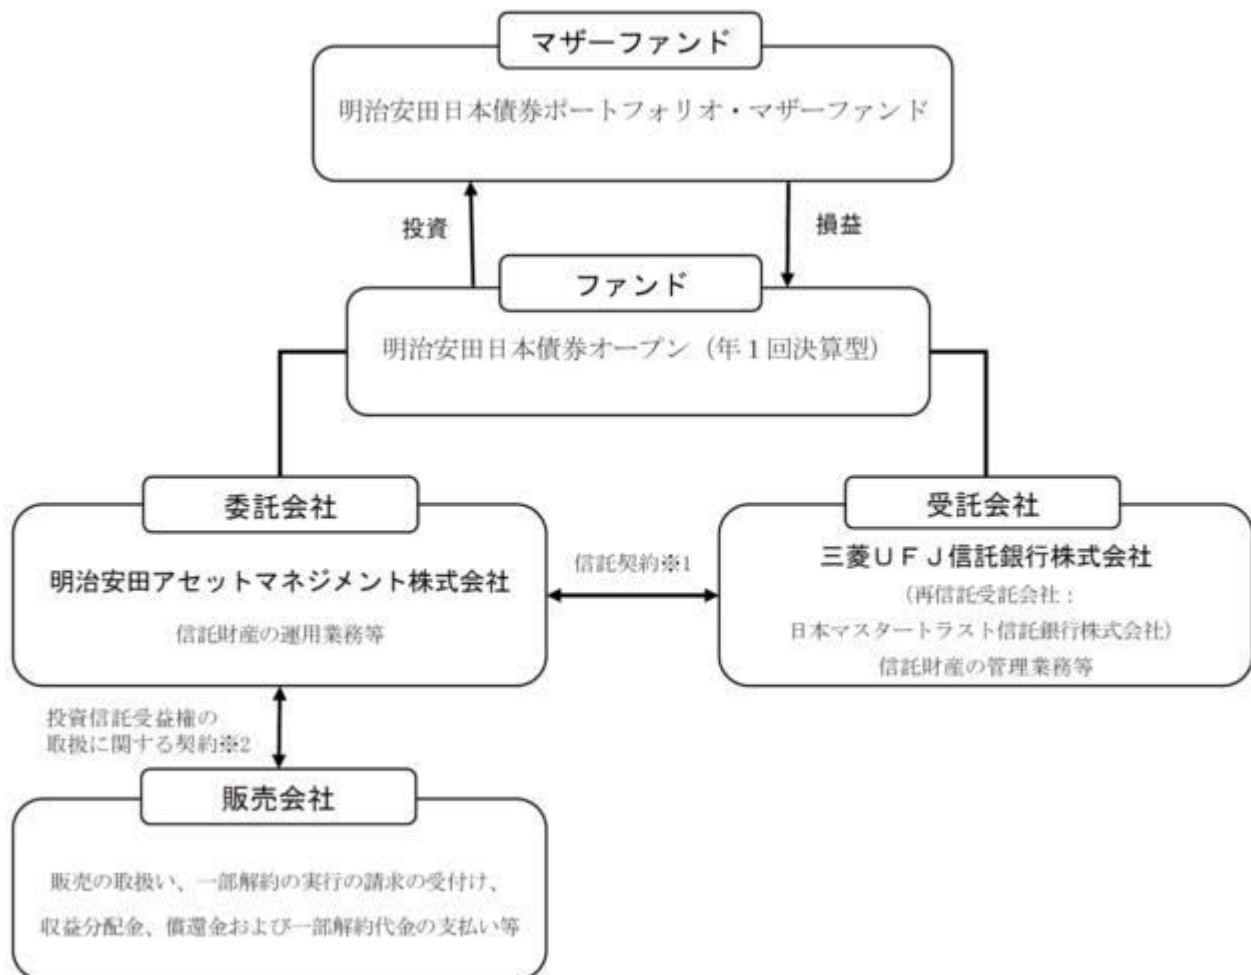 マザーファンド
明治安田日本債券ポートフォリオ・マザーファンド
投資
損益
ファンド
明治安田日本債券オープン（年１回決算型）
委託会社
明治安田アセットマネジメント株式会社
信託財産の運用業務等
信託契約※1
受託会社
三菱ＵＦＪ信託銀行株式会社
（再信託受託会社：
日本マスタートラスト信託銀行株式会社）
信託財産の管理業務等
投資信託受益権の
取扱に関する契約※2
販売会社
販売の取扱い、一部解約の実行の請求の受付け、
収益分配金、償還金および一部解約代金の支払い等